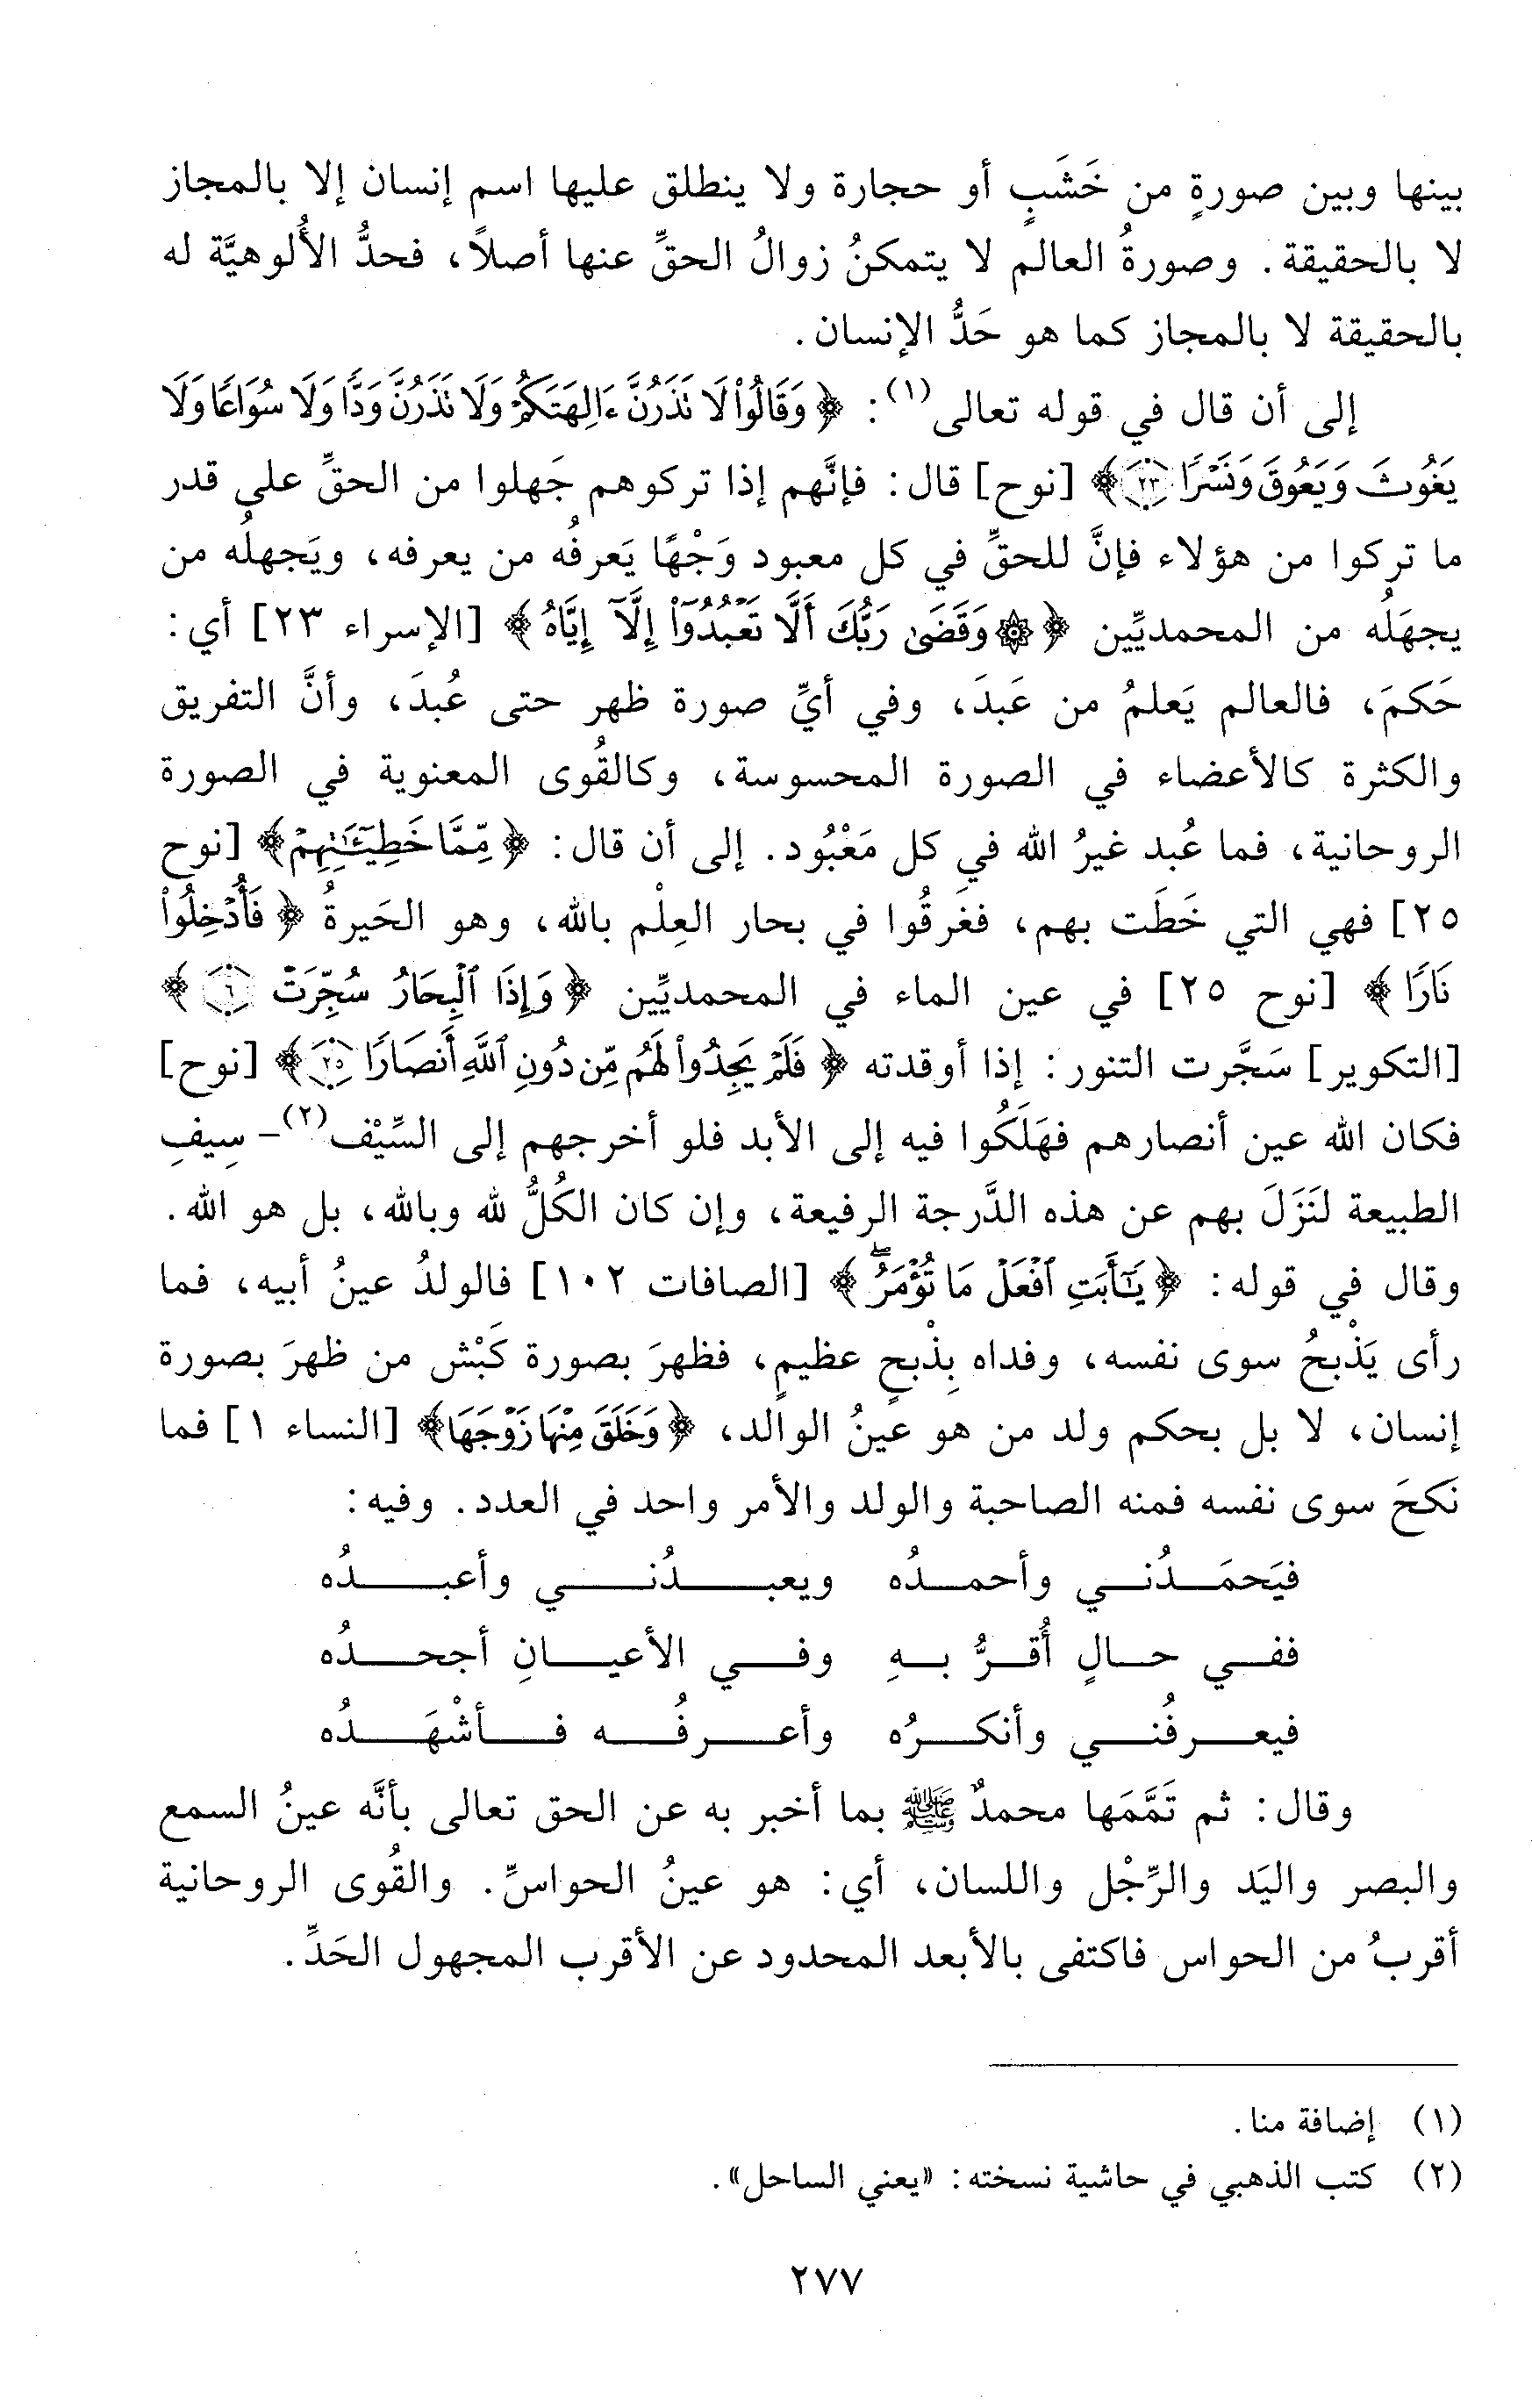 بينها وبين صورةٍ من خَشَبٍ أو حجارة ولا ينطلق عليها اسم إنسان إلا بالمجاز
لا بالحقيقة. وصورةُ العالم لا يتمكنُ زوالُ الحقِّ عنها أصلاً، فحدُّ الأُلوهيَّة له
بالحقيقة لا بالمجاز كما هو حَدُّ الإنسان.
إلى أن قال في قوله تعالى(١): ﴿وَقَالُوا۟ لَا تَذَرُنَّ ءَالِهَتَكُمْ وَلَا تَذَرُنَّ وَدًّا وَلَا سُوَاعًا وَلَا
يَغُوثَ وَيَعُوقَ وَنَسْرًا ٢٣﴾ [نوح] قال: فإنَّهم إذا تركوهم جَهلوا من الحقِّ على قدر
ما تركوا من هؤلاء فإنَّ للحقِّ في كل معبود وَجْهًا يَعرفُه من يعرفه، ويَجهلُه من
يجهَلُه من المحمديِّين ﴿۞ وَقَضَىٰ رَبُّكَ أَلَّا تَعْبُدُوٓا۟ إِلَّآ إِيَّاهُ﴾ [الإسراء ٢٣] أي:
حَكمَ، فالعالم يَعلمُ من عَبدَ، وفي أيِّ صورة ظهر حتى عُبدَ، وأنَّ التفريق
والكثرة كالأعضاء في الصورة المحسوسة، وكالقُوى المعنوية في الصورة
الروحانية، فما عُبد غيرُ الله في كل مَعْبُود. إلى أن قال: ﴿مِّمَّا خَطِيٓـَٰٔتِهِمْ﴾ [نوح
٢٥] فهي التي خَطَت بهم، فغَرقُوا في بحار العِلْم بالله، وهو الحَيرةُ ﴿فَأُدْخِلُوا۟
نَارًا﴾ [نوح ٢٥] في عين الماء في المحمديِّين ﴿وَإِذَا ٱلْبِحَارُ سُجِّرَتْ ٦﴾
[التكوير] سَجَّرت التنور: إذا أوقدته ﴿فَلَمْ يَجِدُوا۟ لَهُم مِّن دُونِ ٱللَّهِ أَنصَارًا ٢٥﴾ [نوح]
فكان الله عين أنصارهم فهَلَكُوا فيه إلى الأبد فلو أخرجهم إلى السِّيْف(٢) - سِيفِ
الطبيعة لنَزَلَ بهم عن هذه الدَّرجة الرفيعة، وإن كان الكُلُّ لله وبالله، بل هو الله.
وقال في قوله: ﴿يَٰٓأَبَتِ ٱفْعَلْ مَا تُؤْمَرُۖ﴾ [الصافات ١٠٢] فالولدُ عينُ أبيه، فما
رأى يَذْبحُ سوى نفسه، وفداه بِذْبحٍ عظيمٍ، فظهرَ بصورة كَبْش من ظهرَ بصورة
إنسان، لا بل بحكم ولد من هو عينُ الوالد، ﴿وَخَلَقَ مِنْهَا زَوْجَهَا﴾ [النساء ١] فما
نَكحَ سوى نفسه فمنه الصاحبة والولد والأمر واحد في العدد. وفيه:
فيَحمَدُني وأحمدُه ويعبدُني وأعبدُه
ففي حالٍ أُقرُّ بهِ وفي الأعيانِ أجحدُه
فيعرفُني وأنكرُه وأعرفُه فأشْهَدُه
وقال: ثم تَمَّمَها محمدٌ ﷺ بما أخبر به عن الحق تعالى بأنَّه عينُ السمع
والبصر واليَد والرِّجْل واللسان، أي: هو عينُ الحواسِّ. والقُوى الروحانية
أقربُ من الحواس فاكتفى بالأبعد المحدود عن الأقرب المجهول الحَدِّ.
(١) إضافة منا.
(٢) كتب الذهبي في حاشية نسخته: «يعني الساحل».
٢٧٧